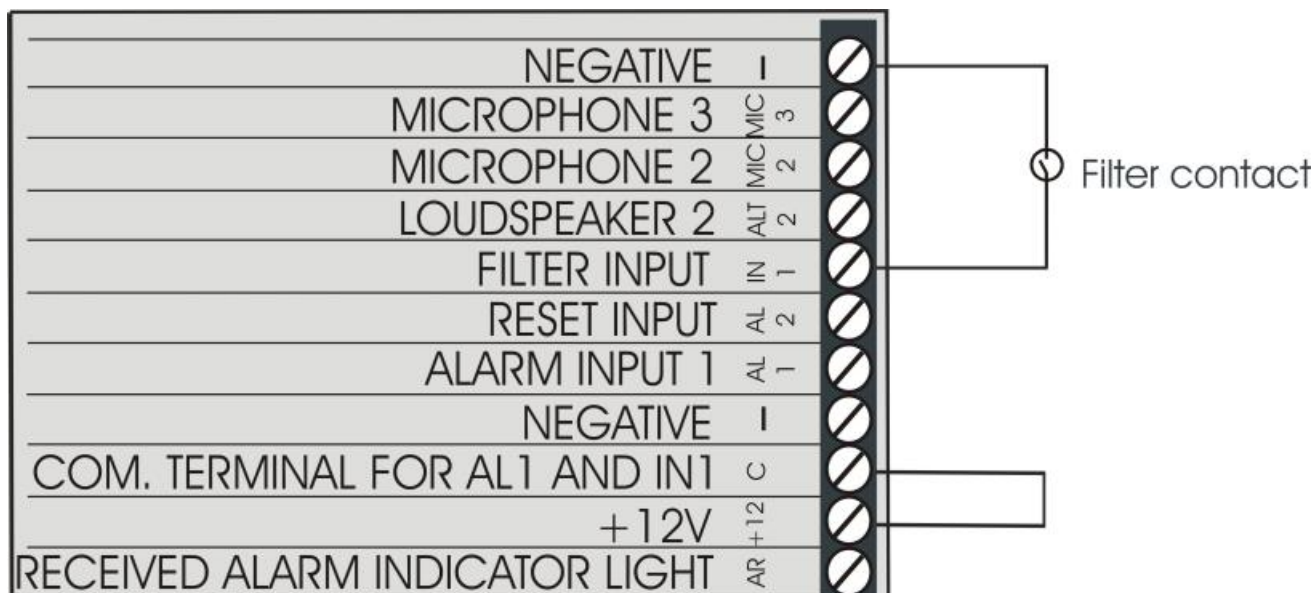 NEGATIVE –
MICROPHONE 3 MIC 3
MICROPHONE 2 MIC 2
Filter contact
LOUDSPEAKER 2 ALT 2
FILTER INPUT IN 1
RESET INPUT AL 2
ALARM INPUT 1 AL 1
NEGATIVE –
COM. TERMINAL FOR AL1 AND IN1 C
+12V +12
RECEIVED ALARM INDICATOR LIGHT AR